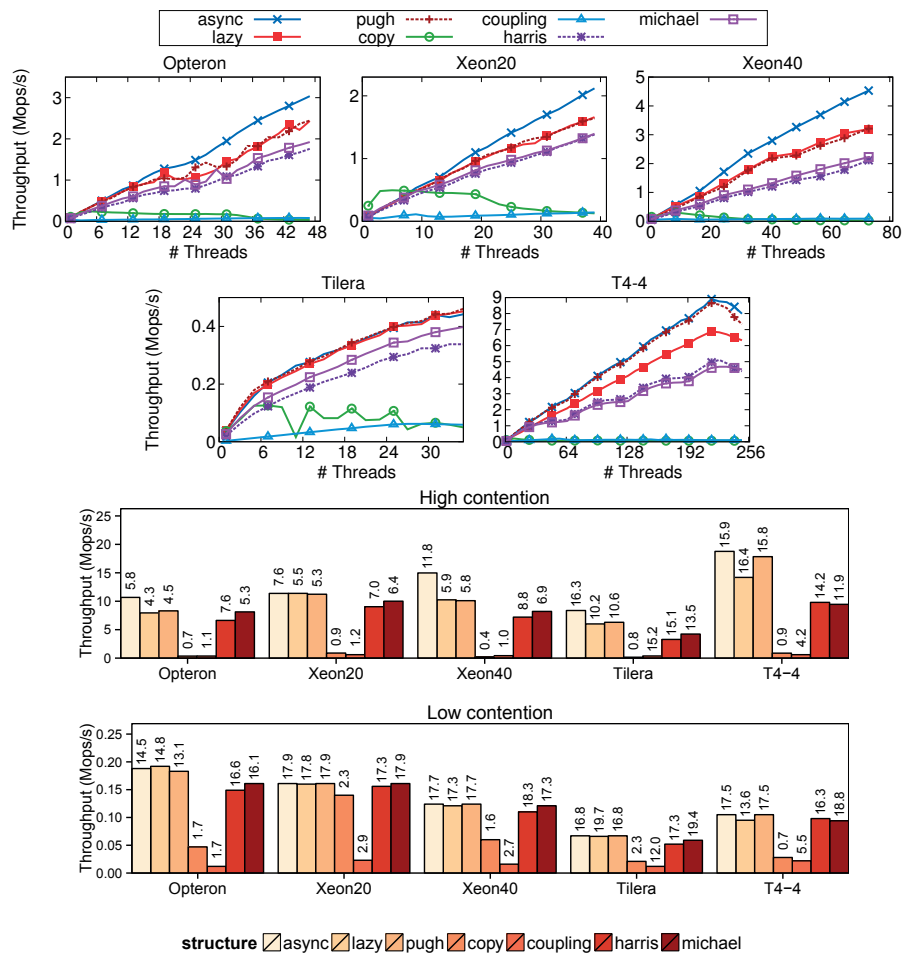 async pugh coupling michael
lazy copy harris
Opteron Xeon20 Xeon40
Throughput (Mops/s)
3 2 1 0
0 6 12 18 24 30 36 42 48
# Threads
2 1 0
0 10 20 30 40
# Threads
5 4 3 2 1 0
0 20 40 60 80
# Threads
Tilera T4-4
Throughput (Mops/s)
0.4 0.2 0
0 6 12 18 24 30
# Threads
9 8 7 6 5 4 3 2 1 0
0 64 128 192 256
# Threads
High contention
Throughput (Mops/s)
25 20 15 10 5 0
5.8 4.3 4.5 0.7 1.1 7.6 5.3
7.6 5.5 5.3 0.9 1.2 7.0 6.4
11.8 5.9 5.8 0.4 1.0 8.8 6.9
16.3 10.2 10.6 0.8 15.2 15.1 13.5
15.9 16.4 15.8 0.9 4.2 14.2 11.9
Opteron Xeon20 Xeon40 Tilera T4−4
Low contention
Throughput (Mops/s)
0.25 0.20 0.15 0.10 0.05 0.00
14.5 14.8 13.1 1.7 1.7 16.6 16.1
17.9 17.8 17.9 2.3 2.9 17.3 17.9
17.7 17.3 17.7 1.6 2.7 18.3 17.3
16.8 19.7 16.8 2.3 12.0 17.3 19.4
17.5 13.6 17.5 0.7 5.5 16.3 18.8
Opteron Xeon20 Xeon40 Tilera T4−4
structure async lazy pugh copy coupling harris michael